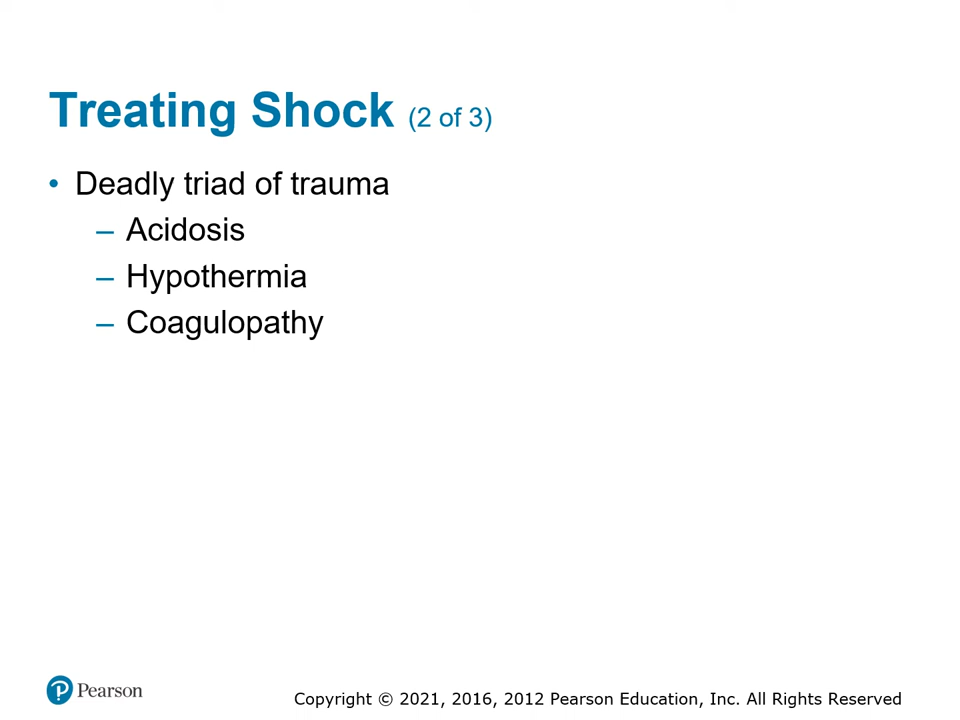 Treating Shock (2 of 3)
• Deadly triad of trauma
– Acidosis
– Hypothermia
– Coagulopathy
Pearson
Copyright © 2021, 2016, 2012 Pearson Education, Inc. All Rights Reserved